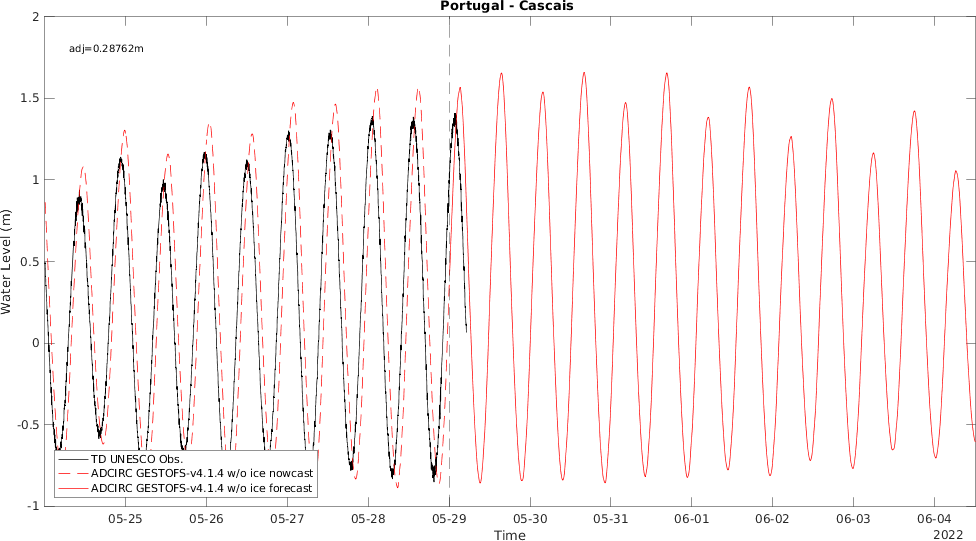 Portugal - Cascais
2
adj=0.28762m
1.5
1
0.5
0
-0.5
-1
Water Level (m)
TD UNESCO Obs.
ADCIRC GESTOFS-v4.1.4 w/o ice nowcast
ADCIRC GESTOFS-v4.1.4 w/o ice forecast
05-25 05-26 05-27 05-28 05-29 05-30 05-31 06-01 06-02 06-03 06-04
Time
2022